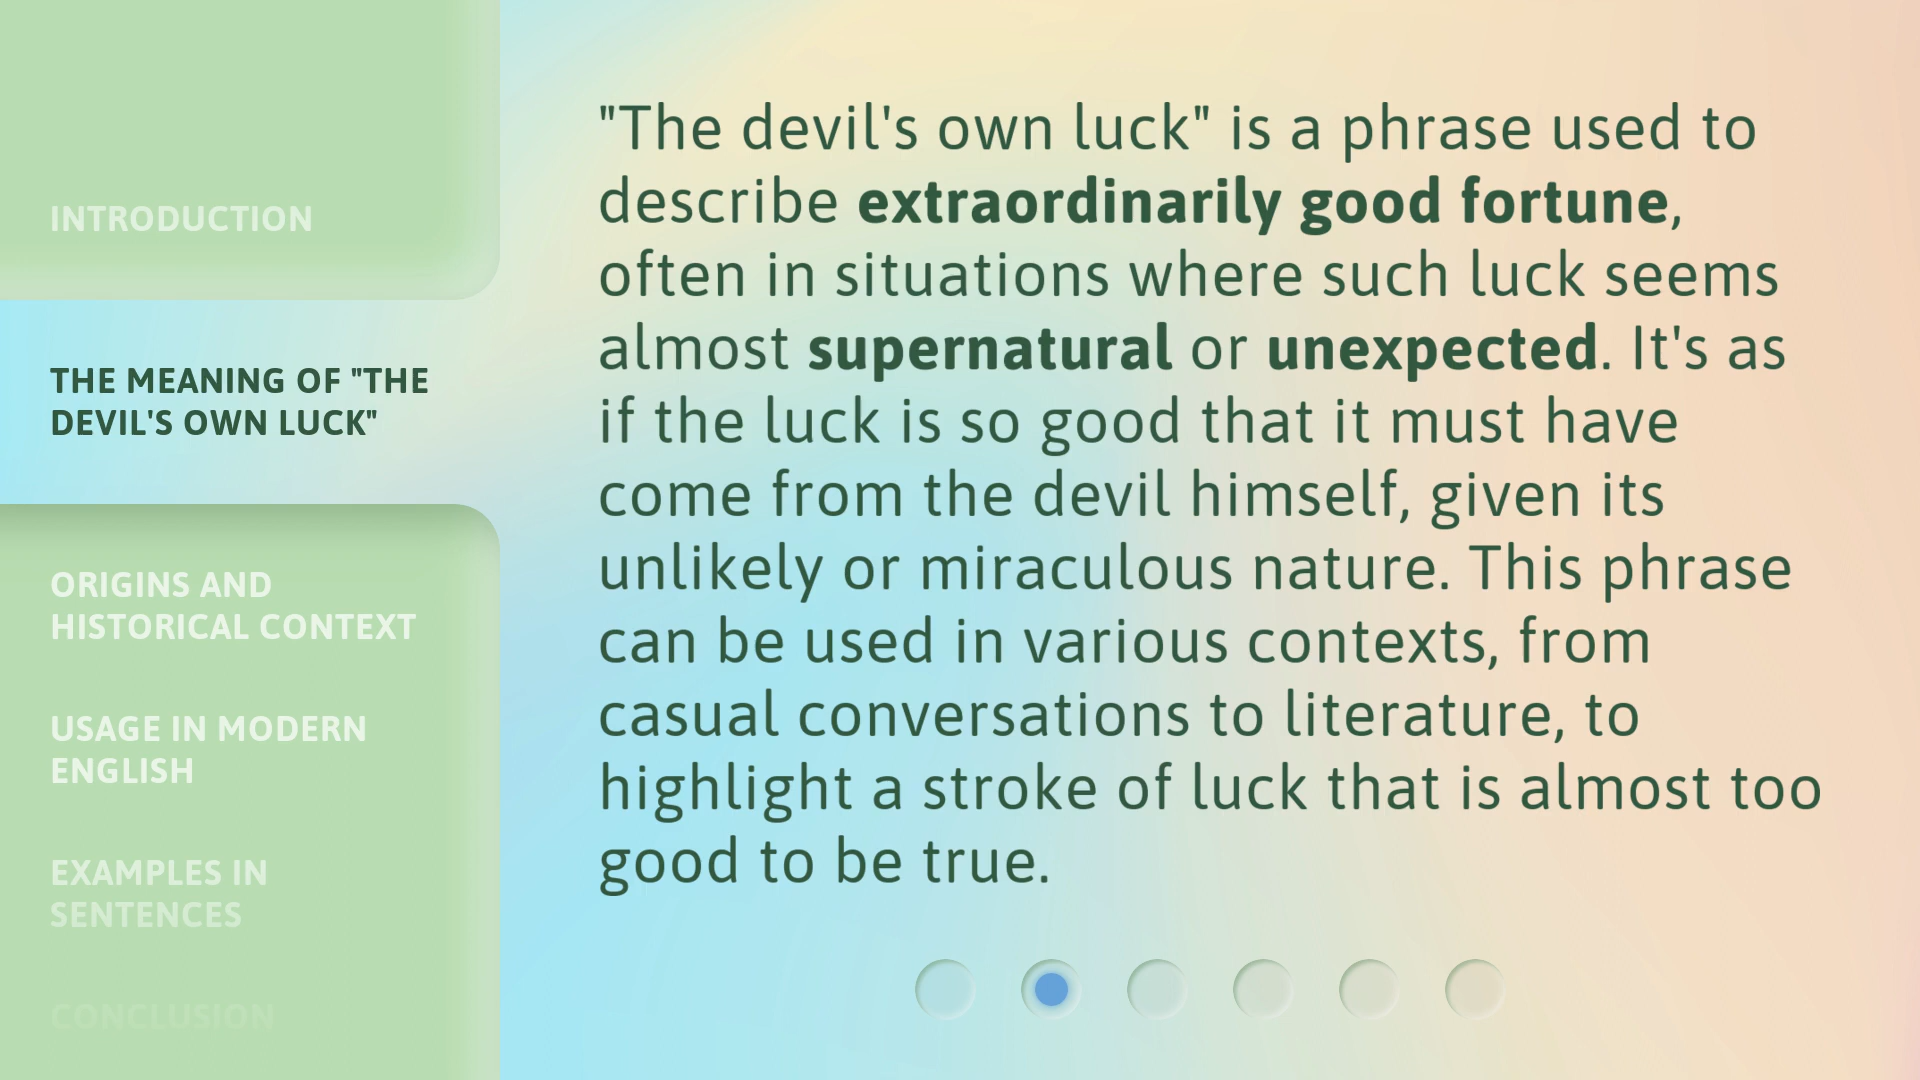 INTRODUCTION
THE MEANING OF "THE
DEVIL'S OWN LUCK"
ORIGINS AND
HISTORICAL CONTEXT
USAGE IN MODERN
ENGLISH
EXAMPLES IN
SENTENCES
CONCLUSION
"The devil's own luck" is a phrase used to
describe extraordinarily good fortune,
often in situations where such luck seems
almost supernatural or unexpected. It's as
if the luck is so good that it must have
come from the devil himself, given its
unlikely or miraculous nature. This phrase
can be used in various contexts, from
casual conversations to literature, to
highlight a stroke of luck that is almost too
good to be true.